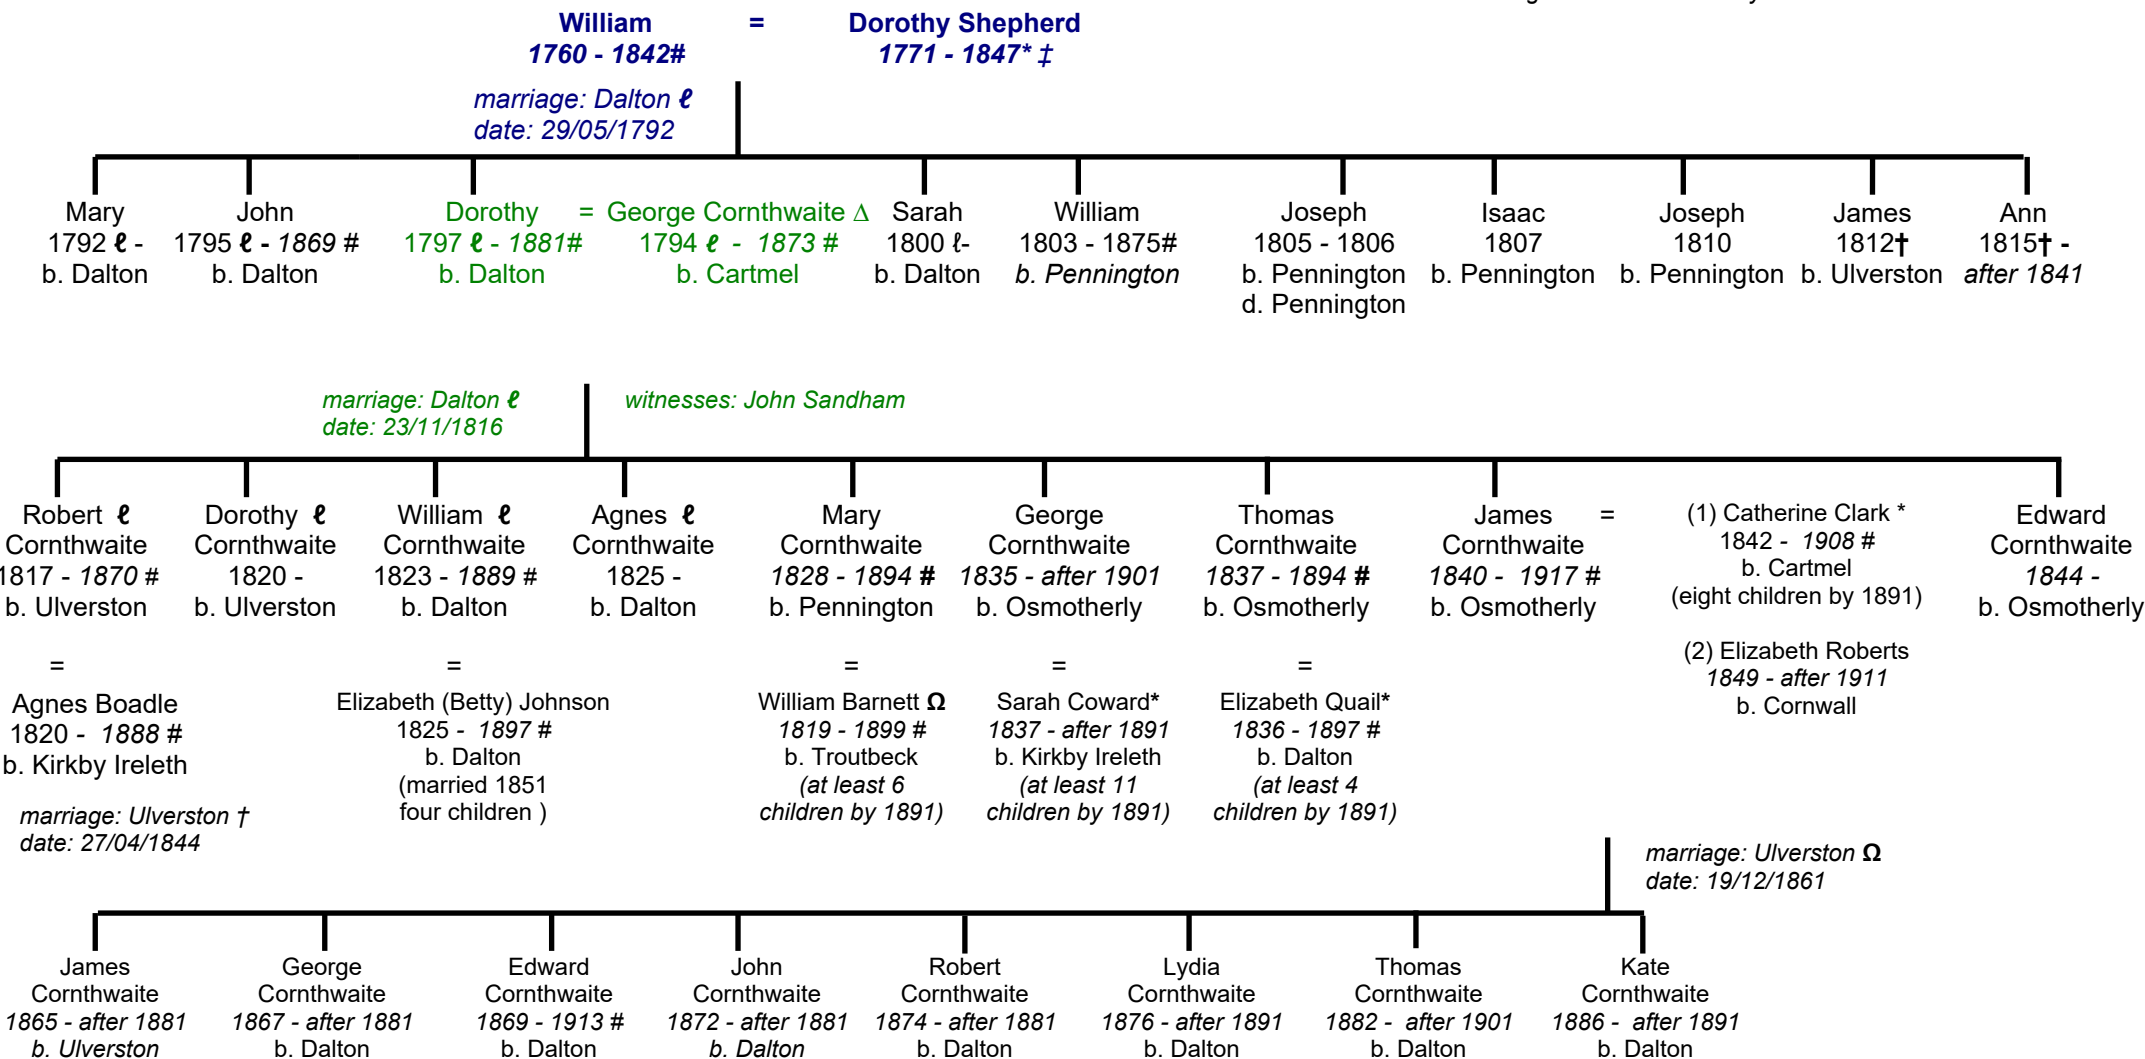 William = Dorothy Shepherd
1760 - 1842# 1771 - 1847* ‡
marriage: Dalton ℓ
date: 29/05/1792
Mary
1792 ℓ -
b. Dalton
John
1795 ℓ - 1869 #
b. Dalton
Dorothy = George Cornthwaite Δ
1797 ℓ - 1881# 1794 ℓ - 1873 #
b. Dalton b. Cartmel
Sarah
1800 ℓ-
b. Dalton
William
1803 - 1875#
b. Pennington
Joseph
1805 - 1806
b. Pennington
d. Pennington
Isaac
1807
b. Pennington
Joseph
1810
b. Pennington
James
1812†
b. Ulverston
Ann
1815† -
after 1841
marriage: Dalton ℓ witnesses: John Sandham
date: 23/11/1816
Robert ℓ
Cornthwaite
1817 - 1870 #
b. Ulverston
=
Agnes Boadle
1820 - 1888 #
b. Kirkby Ireleth
marriage: Ulverston †
date: 27/04/1844
Dorothy ℓ
Cornthwaite
1820 -
b. Ulverston
William ℓ
Cornthwaite
1823 - 1889 #
b. Dalton
=
Elizabeth (Betty) Johnson
1825 - 1897 #
b. Dalton
(married 1851
four children )
Agnes ℓ
Cornthwaite
1825 -
b. Dalton
Mary
Cornthwaite
1828 - 1894 #
b. Pennington
=
William Barnett Ω
1819 - 1899 #
b. Troutbeck
(at least 6
children by 1891)
George
Cornthwaite
1835 - after 1901
b. Osmotherly
=
Sarah Coward*
1837 - after 1891
b. Kirkby Ireleth
(at least 11
children by 1891)
Thomas
Cornthwaite
1837 - 1894 #
b. Osmotherly
=
Elizabeth Quail*
1836 - 1897 #
b. Dalton
(at least 4
children by 1891)
James =
Cornthwaite
1840 - 1917 #
b. Osmotherly
(1) Catherine Clark *
1842 - 1908 #
b. Cartmel
(eight children by 1891)
(2) Elizabeth Roberts
1849 - after 1911
b. Cornwall
Edward
Cornthwaite
1844 -
b. Osmotherly
marriage: Ulverston Ω
date: 19/12/1861
James
Cornthwaite
1865 - after 1881
b. Ulverston
George
Cornthwaite
1867 - after 1881
b. Dalton
Edward
Cornthwaite
1869 - 1913 #
b. Dalton
John
Cornthwaite
1872 - after 1881
b. Dalton
Robert
Cornthwaite
1874 - after 1881
b. Dalton
Lydia
Cornthwaite
1876 - after 1891
b. Dalton
Thomas
Cornthwaite
1882 - after 1901
b. Dalton
Kate
Cornthwaite
1886 - after 1891
b. Dalton